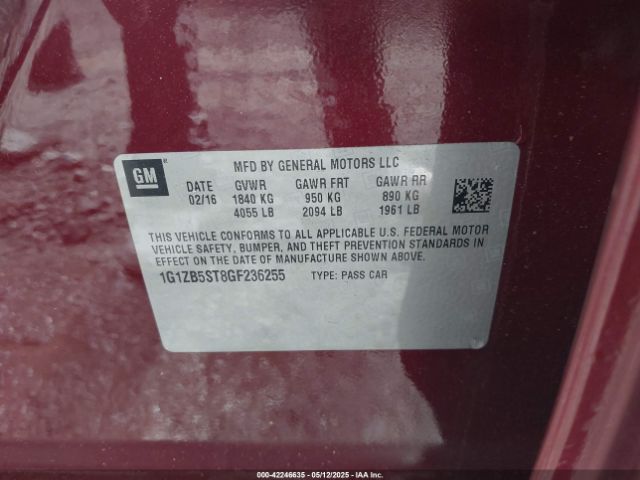 GM
MFD BY GENERAL MOTORS LLC
DATE GVWR GAWR FRT GAWR RR
02/16 1840 KG 950 KG 890 KG
4055 LB 2094 LB 1961 LB
THIS VEHICLE CONFORMS TO ALL APPLICABLE U.S. FEDERAL MOTOR
VEHICLE SAFETY, BUMPER, AND THEFT PREVENTION STANDARDS IN
EFFECT ON THE DATE OF MANUFACTURE SHOWN ABOVE.
1G1ZB5ST8GF236255 TYPE: PASS CAR
000-42246635 - 05/12/2025 - IAA Inc.